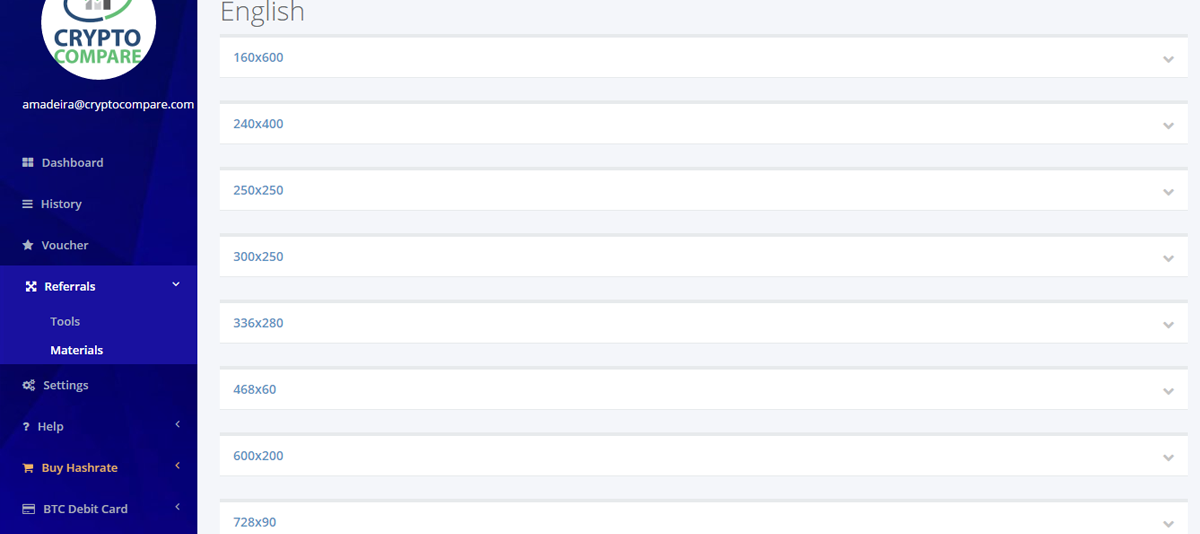 CRYPTO
COMPARE
amadeira@cryptocompare.com
Dashboard
History
Voucher
Referrals
Tools
Materials
Settings
Help
Buy Hashrate
BTC Debit Card
English
160x600
240x400
250x250
300x250
336x280
468x60
600x200
728x90